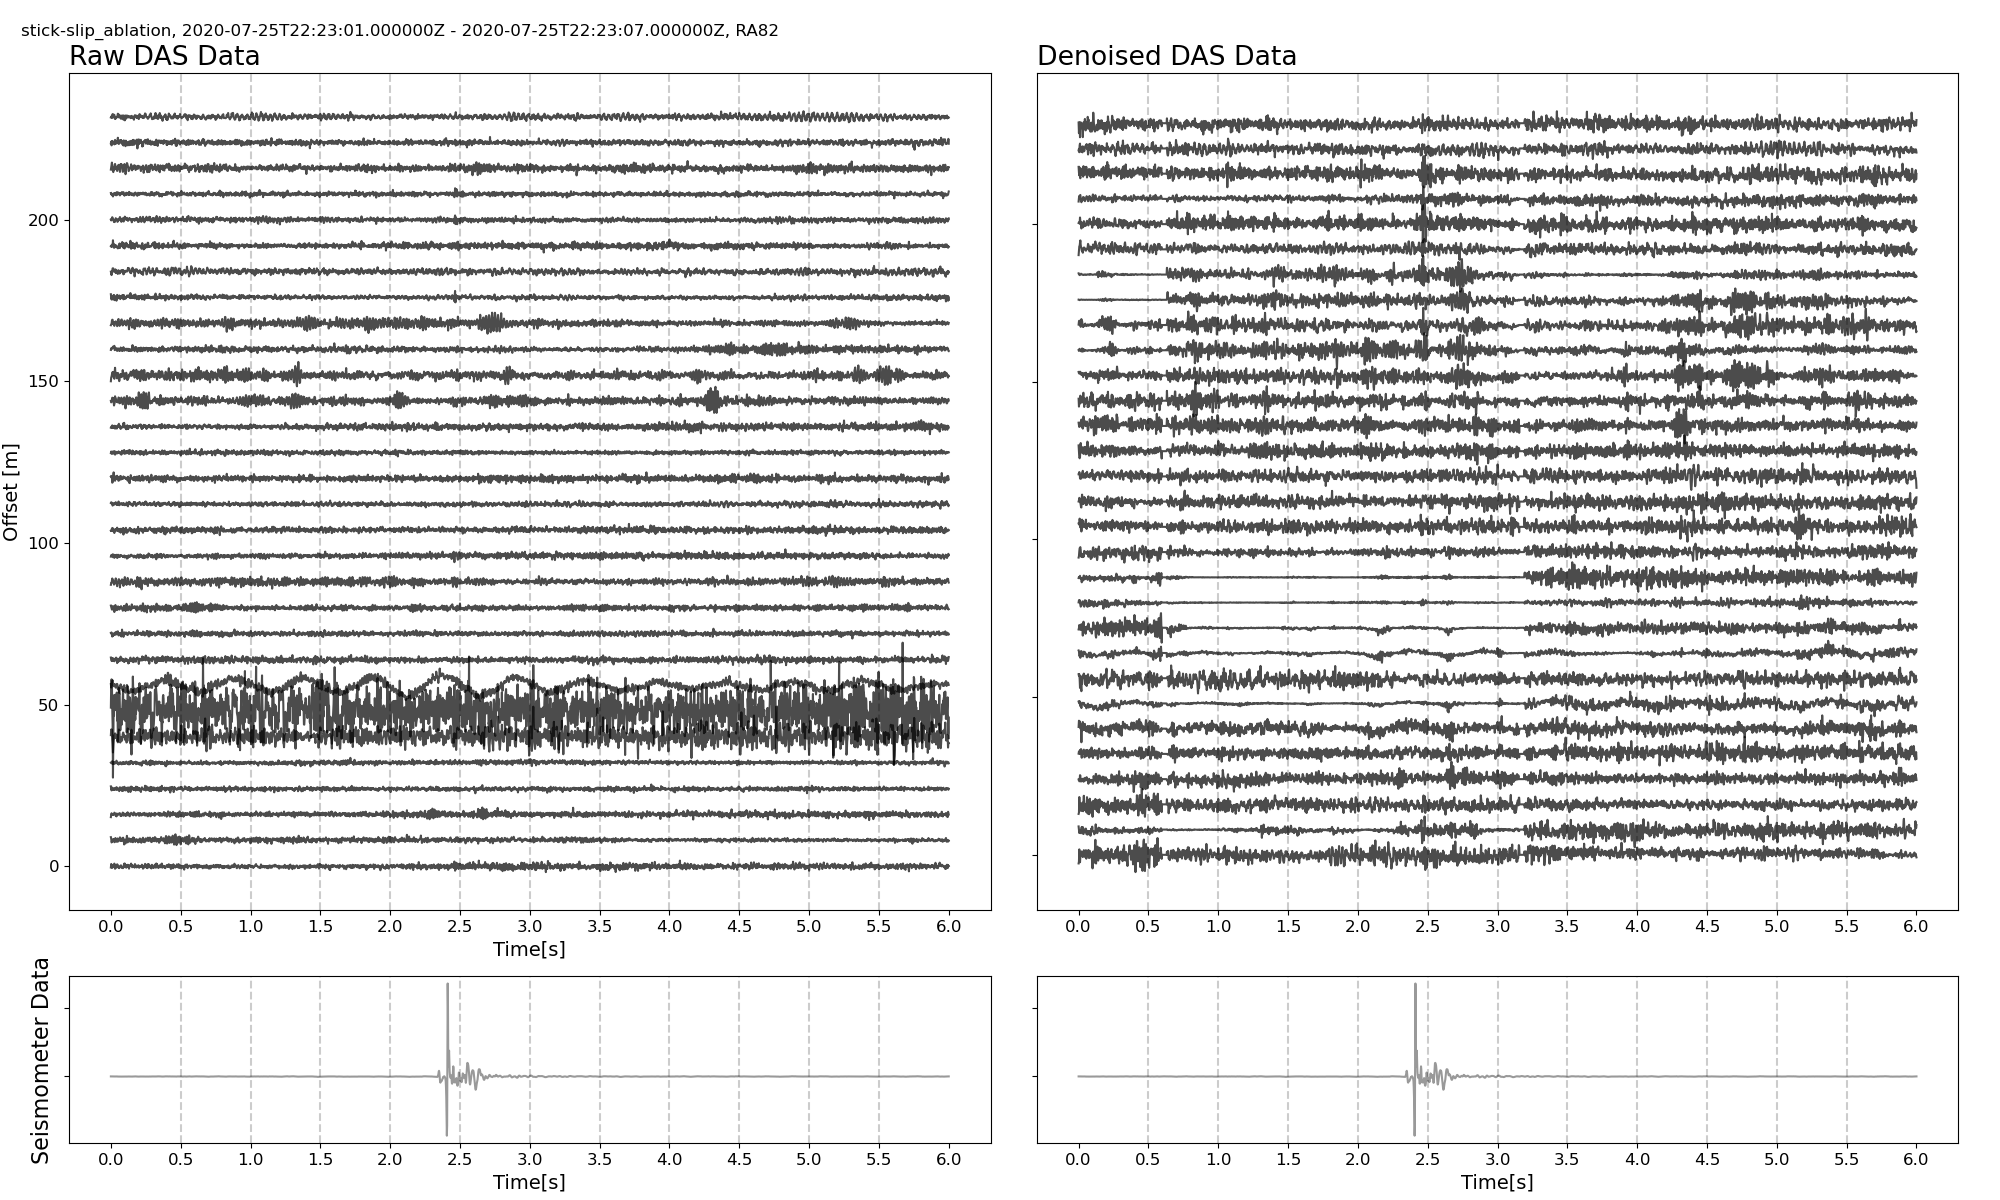 stick-slip_ablation, 2020-07-25T22:23:01.000000Z - 2020-07-25T22:23:07.000000Z, RA82
Raw DAS Data
Denoised DAS Data
Offset [m]
200
150
100
50
0
0.0 0.5 1.0 1.5 2.0 2.5 3.0 3.5 4.0 4.5 5.0 5.5 6.0
Time[s]
0.0 0.5 1.0 1.5 2.0 2.5 3.0 3.5 4.0 4.5 5.0 5.5 6.0
Seismometer Data
0.0 0.5 1.0 1.5 2.0 2.5 3.0 3.5 4.0 4.5 5.0 5.5 6.0
Time[s]
0.0 0.5 1.0 1.5 2.0 2.5 3.0 3.5 4.0 4.5 5.0 5.5 6.0
Time[s]